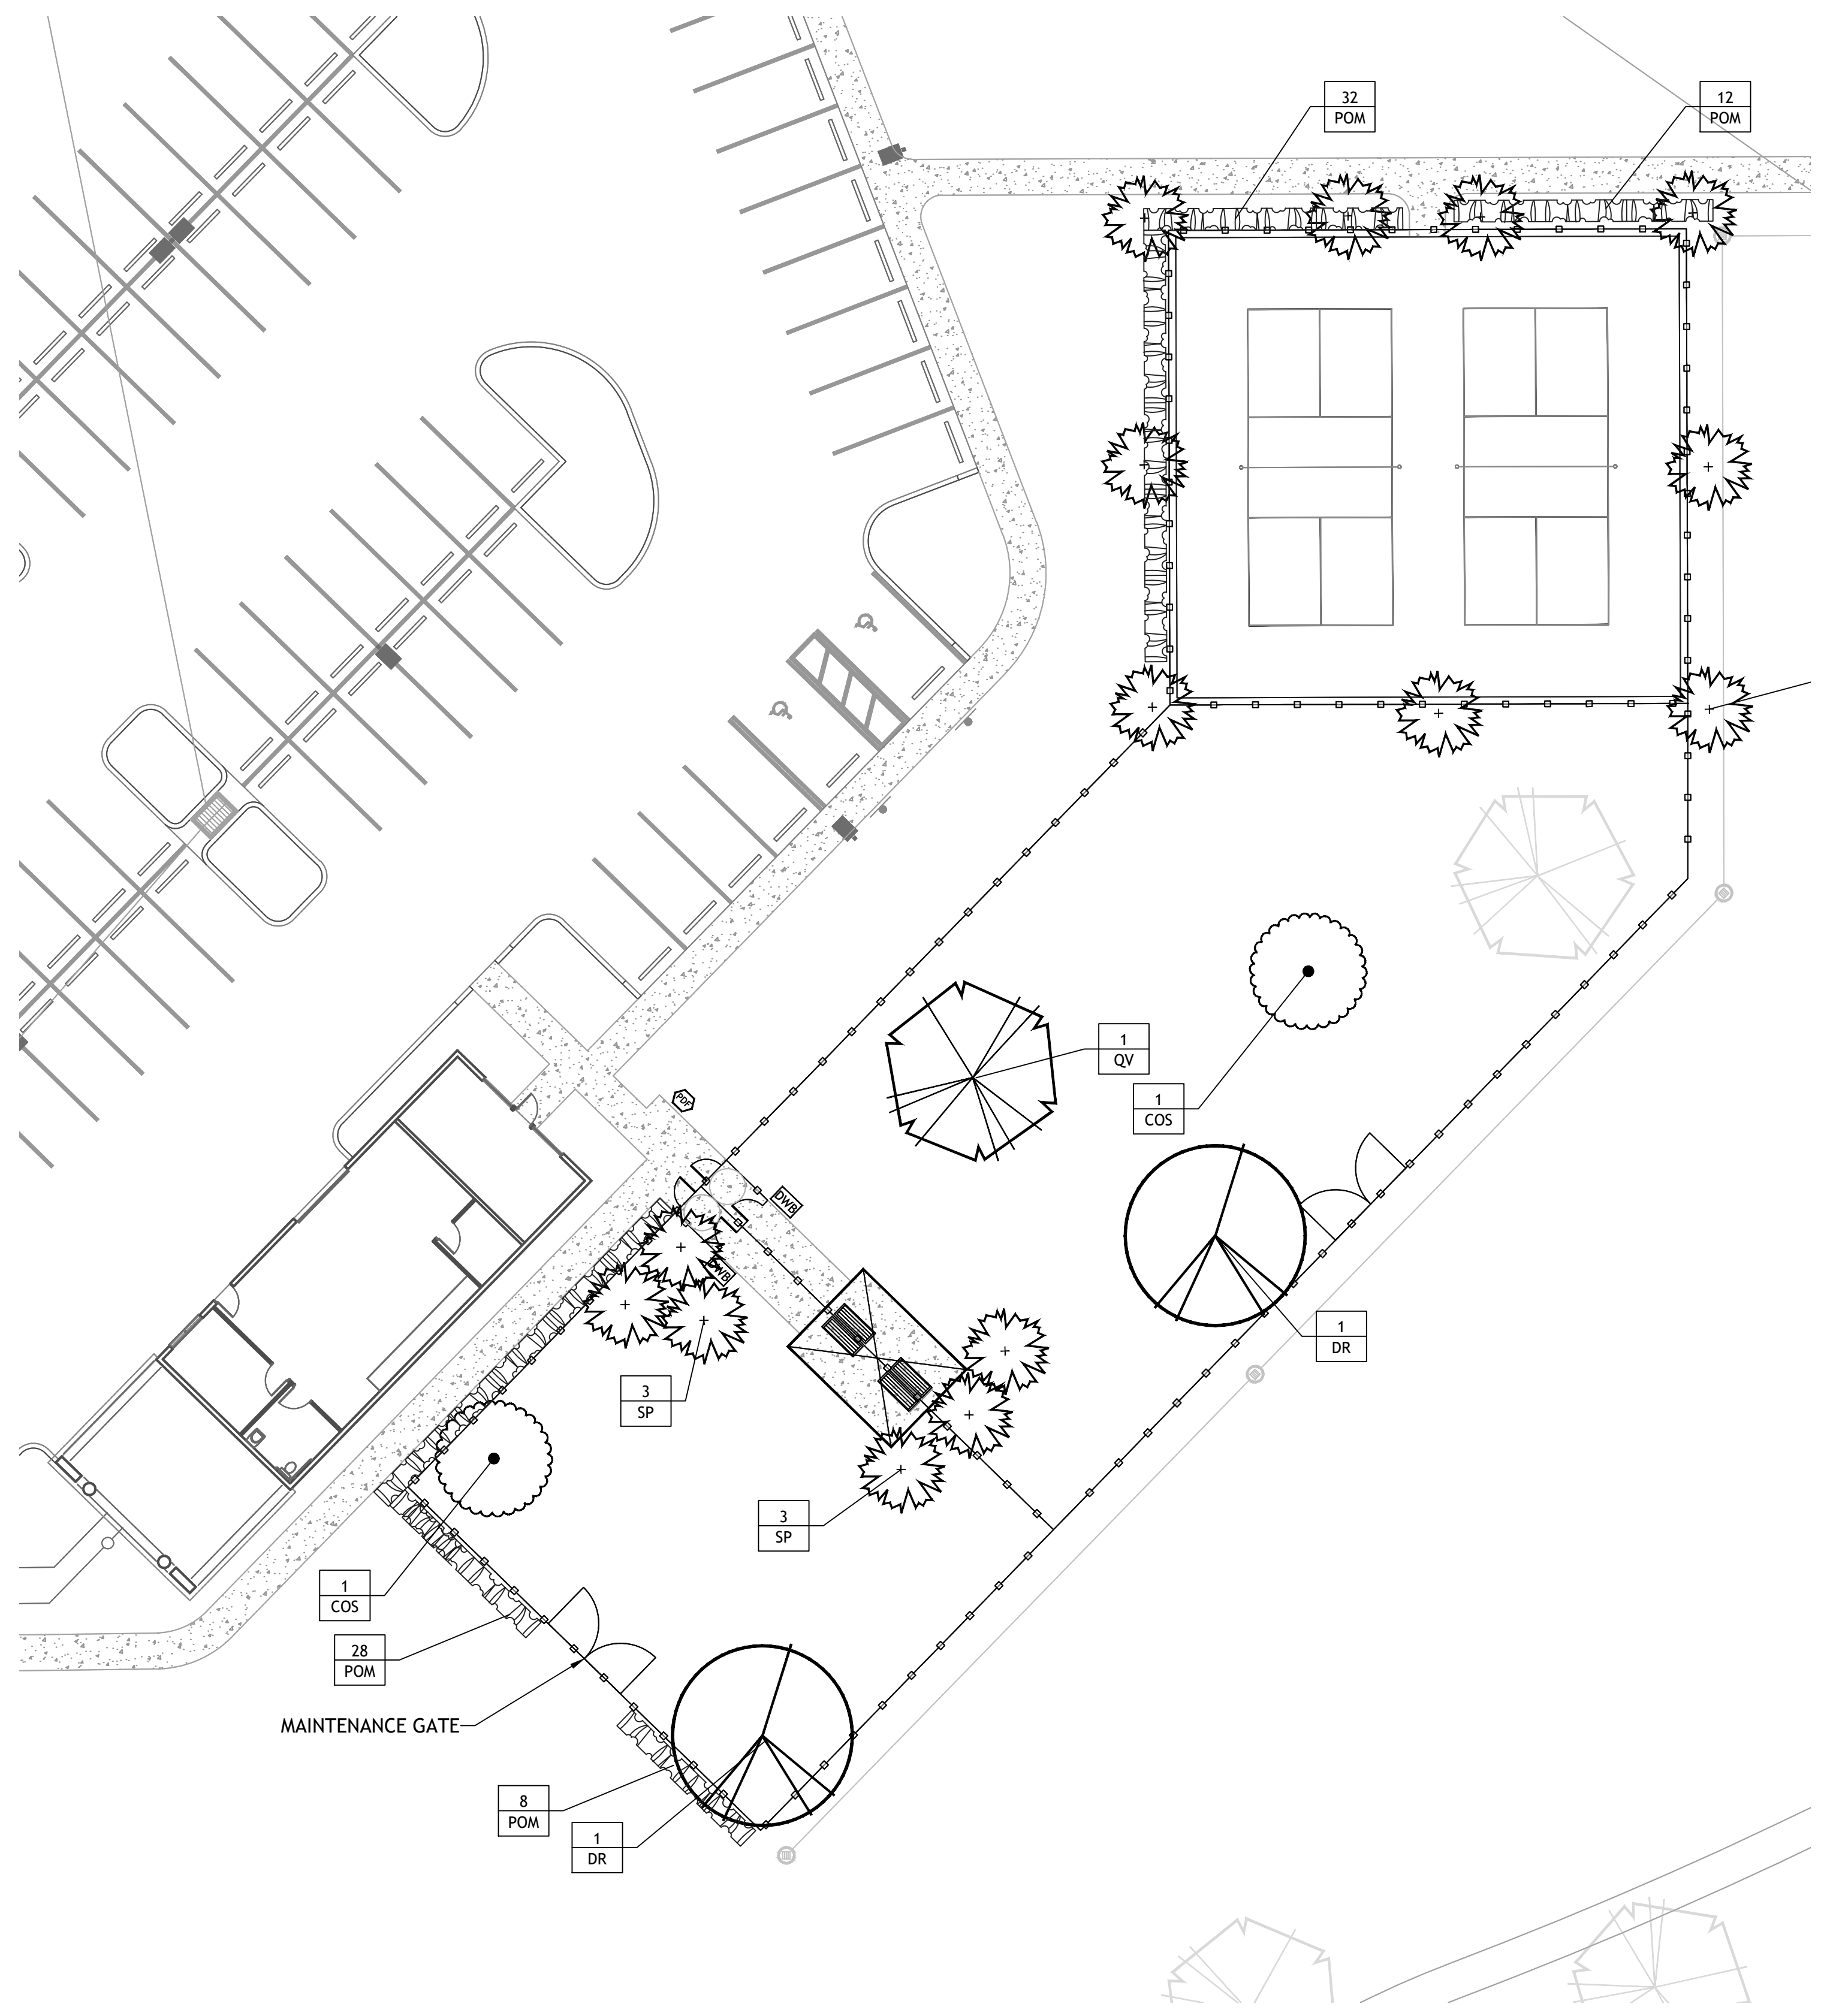 32
POM
12
POM
1
QV
1
COS
PDF
DWB
DWB
1
DR
3
SP
3
SP
1
COS
28
POM
MAINTENANCE GATE
8
POM
1
DR